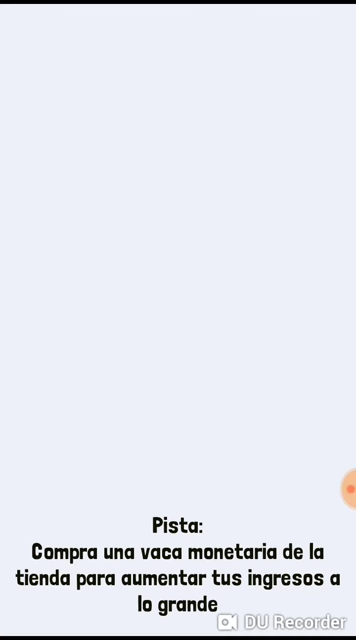 Pista:
Compra una vaca monetaria de la
tienda para aumentar tus ingresos a
lo grande
DU Recorder